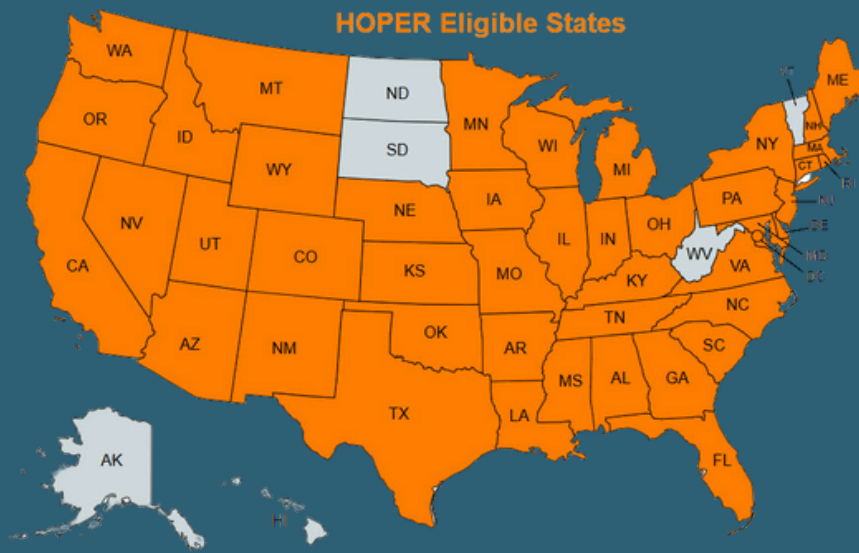 HOPER Eligible States
WA
MT
ND
MN
VT
ME
OR
ID
SD
WI
MI
NY
NH
MA
CT
RI
WY
IA
PA
NJ
NV
NE
OH
DE
UT
CO
IL
IN
WV
MD
CA
KS
MO
KY
VA
DC
AZ
NM
OK
AR
TN
NC
SC
TX
MS
AL
GA
LA
AK
FL
HI